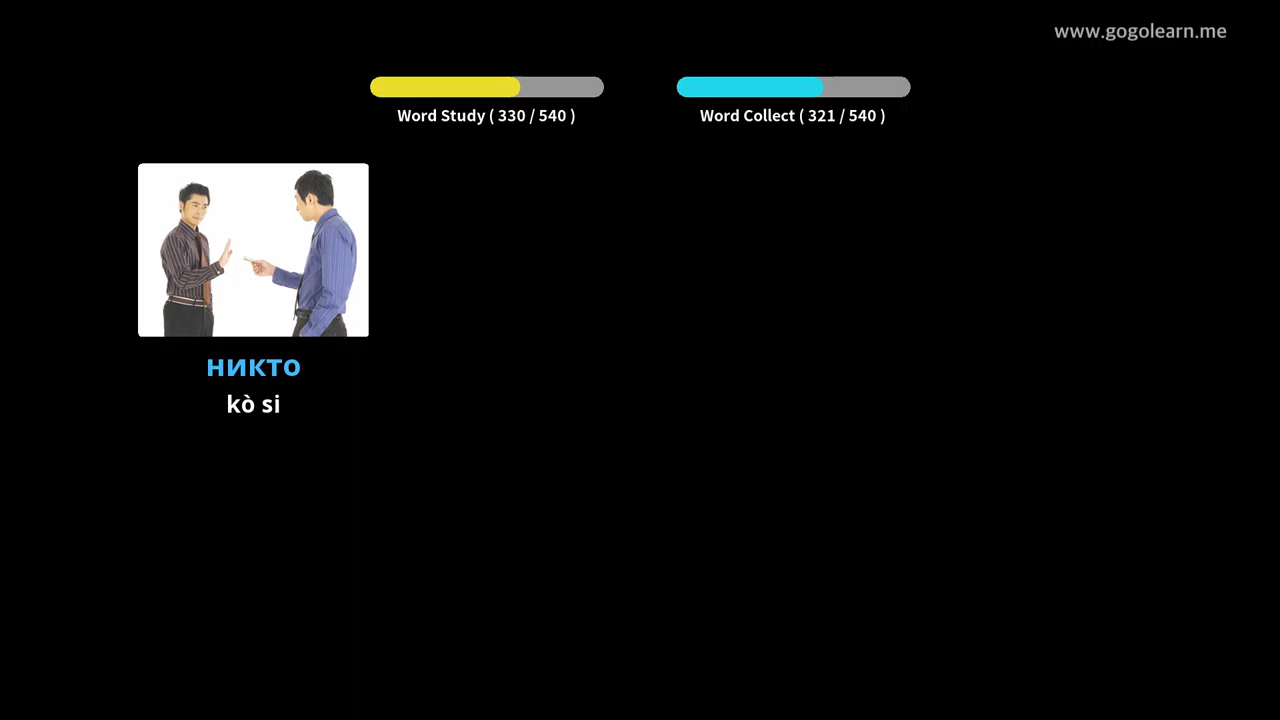 www.gogolearn.me
Word Study ( 330 / 540 )
Word Collect ( 321 / 540 )
никто
kò si